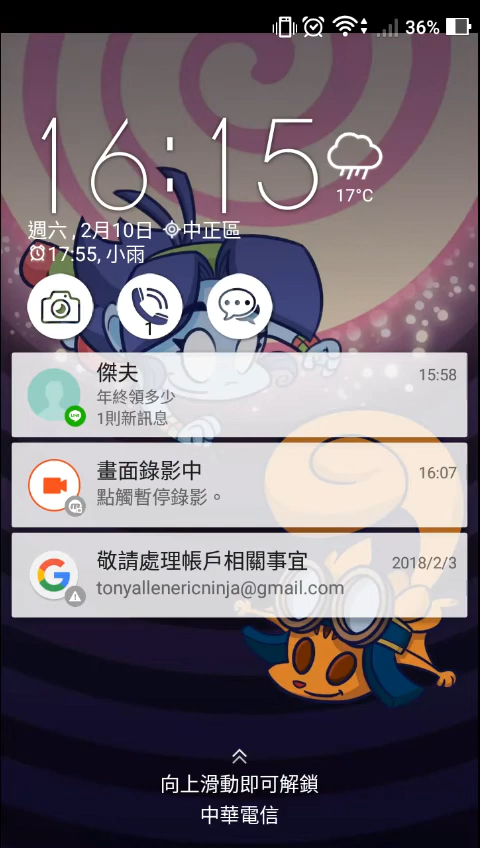 36%
16:15
17°C
週六, 2月10日 中正區
17:55, 小雨
1
傑夫 15:58
年終領多少
1則新訊息
畫面錄影中 16:07
點觸暫停錄影。
敬請處理帳戶相關事宜 2018/2/3
tonyallenericninja@gmail.com
向上滑動即可解鎖
中華電信